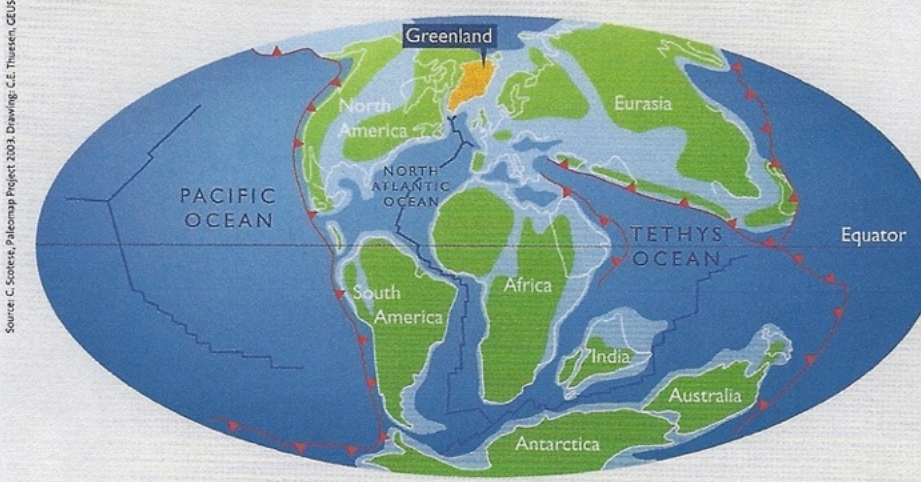 Source: C. Scotese, Paleomap Project 2003. Drawing: C.E. Thuesen, GEUS
Greenland
North
America
Eurasia
NORTH
ATLANTIC
OCEAN
PACIFIC
OCEAN
TETHYS
OCEAN
Equator
Africa
South
America
India
Australia
Antarctica